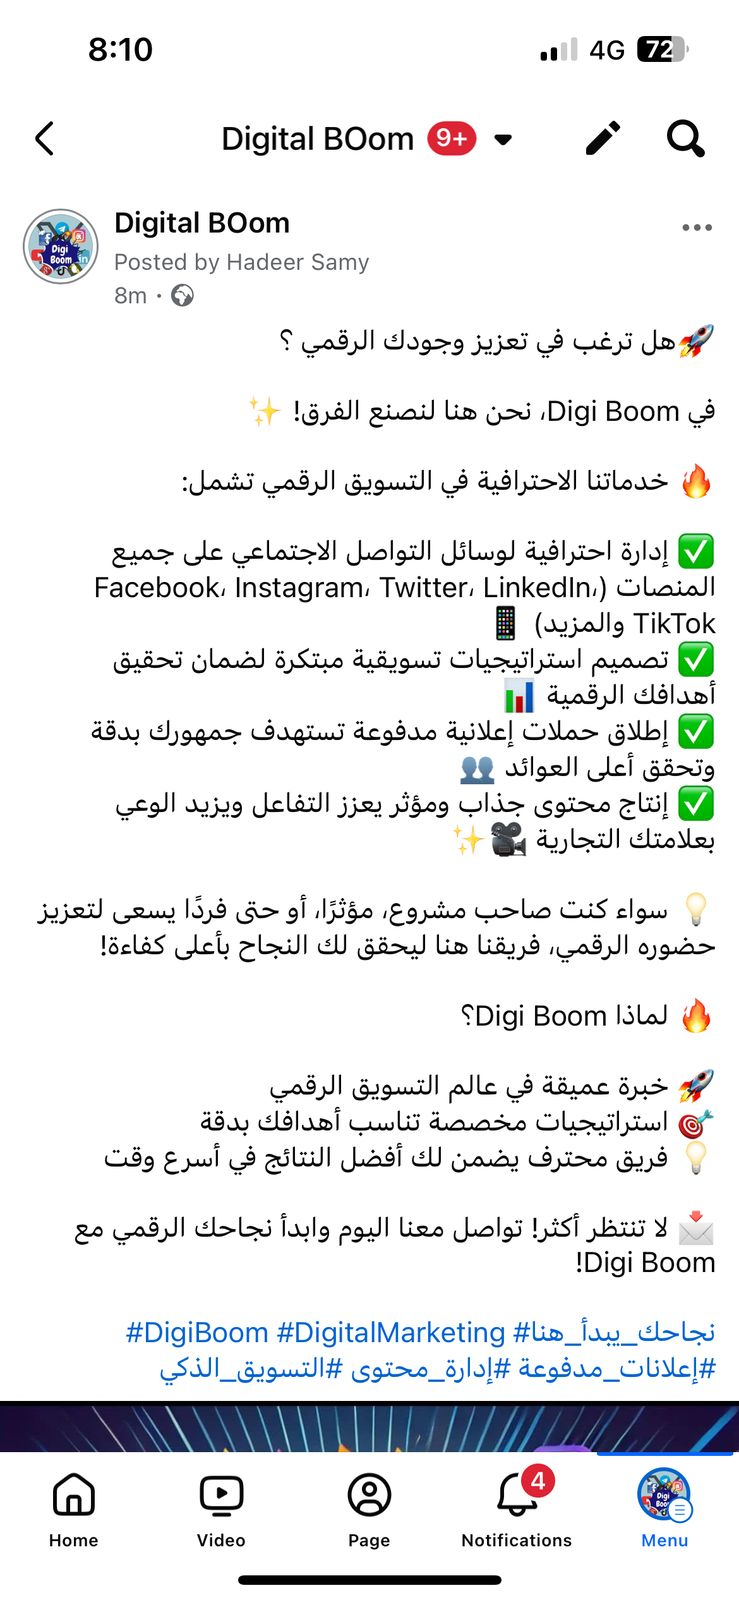 8:10
4G 72
Digital BOom 9+
Digital BOom
Posted by Hadeer Samy
8m ·
Digi Boom
🚀هل ترغب في تعزيز وجودك الرقمي ؟
في Digi Boom، نحن هنا لنصنع الفرق! ✨
🔥 خدماتنا الاحترافية في التسويق الرقمي تشمل:
✅ إدارة احترافية لوسائل التواصل الاجتماعي على جميع
المنصات (Facebook، Instagram، Twitter، LinkedIn،
TikTok والمزيد) 📱
✅ تصميم استراتيجيات تسويقية مبتكرة لضمان تحقيق
أهدافك الرقمية 📊
✅ إطلاق حملات إعلانية مدفوعة تستهدف جمهورك بدقة
وتحقق أعلى العوائد 👥
✅ إنتاج محتوى جذاب ومؤثر يعزز التفاعل ويزيد الوعي
بعلامتك التجارية 🎥✨
💡 سواء كنت صاحب مشروع، مؤثرًا، أو حتى فردًا يسعى لتعزيز
حضوره الرقمي، فريقنا هنا ليحقق لك النجاح بأعلى كفاءة!
🔥 لماذا Digi Boom؟
🚀 خبرة عميقة في عالم التسويق الرقمي
🎯 استراتيجيات مخصصة تناسب أهدافك بدقة
💡 فريق محترف يضمن لك أفضل النتائج في أسرع وقت
📩 لا تنتظر أكثر! تواصل معنا اليوم وابدأ نجاحك الرقمي مع
Digi Boom!
#DigiBoom #DigitalMarketing #نجاحك_يبدأ_هنا
#إعلانات_مدفوعة #إدارة_محتوى #التسويق_الذكي
4
Home Video Page Notifications Menu